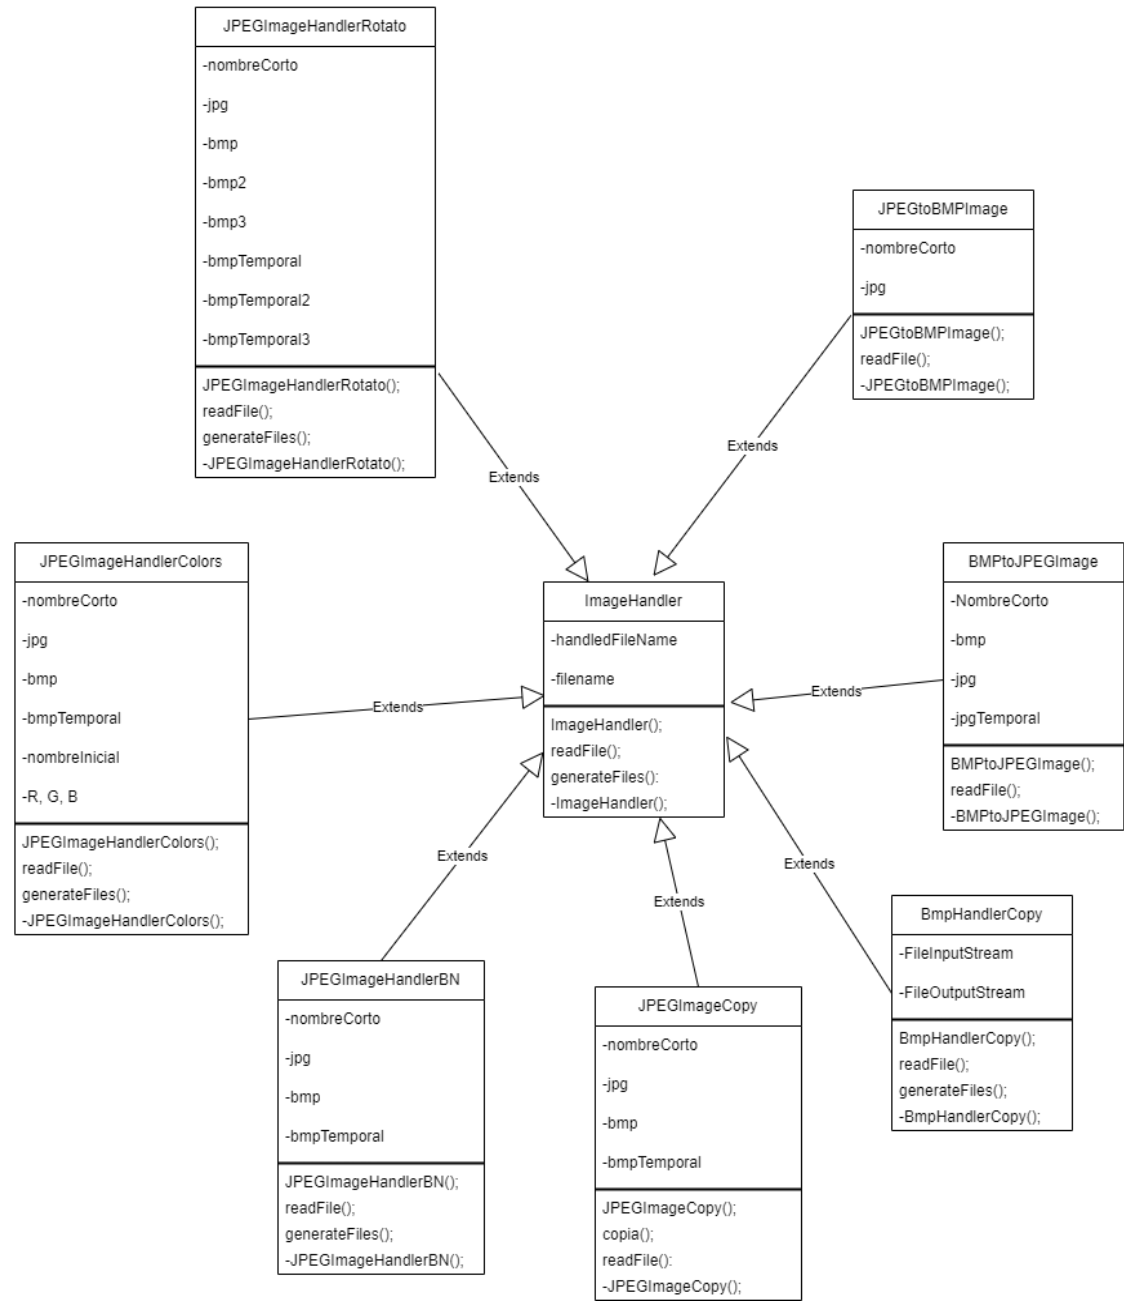 JPEGImageHandlerRotato
-nombreCorto
-jpg
-bmp
-bmp2
-bmp3
-bmpTemporal
-bmpTemporal2
-bmpTemporal3
JPEGImageHandlerRotato();
readFile();
generateFiles();
-JPEGImageHandlerRotato();
JPEGtoBMPImage
-nombreCorto
-jpg
JPEGtoBMPImage();
readFile();
-JPEGtoBMPImage();
Extends
Extends
JPEGImageHandlerColors
-nombreCorto
-jpg
-bmp
-bmpTemporal
-nombreInicial
-R, G, B
JPEGImageHandlerColors();
readFile();
generateFiles();
-JPEGImageHandlerColors();
Extends
ImageHandler
-handledFileName
-filename
ImageHandler();
readFile();
generateFiles():
-ImageHandler();
Extends
BMPtoJPEGImage
-NombreCorto
-bmp
-jpg
-jpgTemporal
BMPtoJPEGImage();
readFile();
-BMPtoJPEGImage();
Extends
Extends
Extends
JPEGImageHandlerBN
-nombreCorto
-jpg
-bmp
-bmpTemporal
JPEGImageHandlerBN();
readFile();
generateFiles();
-JPEGImageHandlerBN();
JPEGImageCopy
-nombreCorto
-jpg
-bmp
-bmpTemporal
JPEGImageCopy();
copia();
readFile():
-JPEGImageCopy();
BmpHandlerCopy
-FileInputStream
-FileOutputStream
BmpHandlerCopy();
readFile();
generateFiles();
-BmpHandlerCopy();